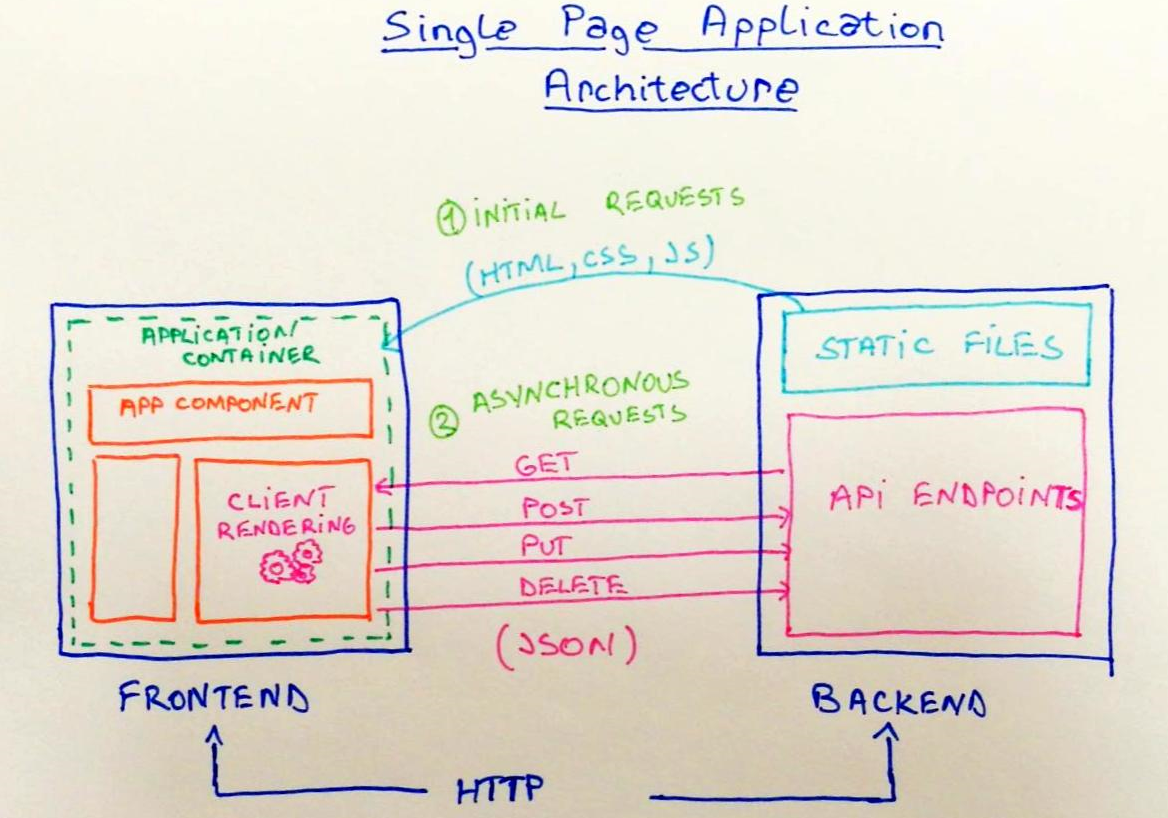 Single Page Application
Architecture
① INITIAL REQUESTS
(HTML, CSS, JS)
APPLICATION/
CONTAINER
STATIC FILES
APP COMPONENT
② ASYNCHRONOUS
REQUESTS
GET
CLIENT
RENDERING
API ENDPOINTS
POST
PUT
DELETE
(JSON)
FRONTEND
BACKEND
HTTP